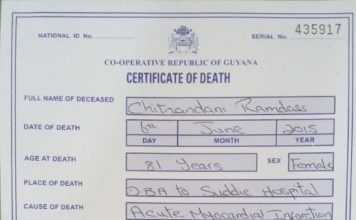 NATIONAL ID No. SERIAL No. 435917
CO-OPERATIVE REPUBLIC OF GUYANA
CERTIFICATE OF DEATH
FULL NAME OF DECEASED Chitrandani Ramdass
DATE OF DEATH 6th June 2015
DAY MONTH YEAR
AGE AT DEATH 81 Years SEX Female
PLACE OF DEATH D.B.A to Suddie Hospital
CAUSE OF DEATH Acute Myocardial Infarction